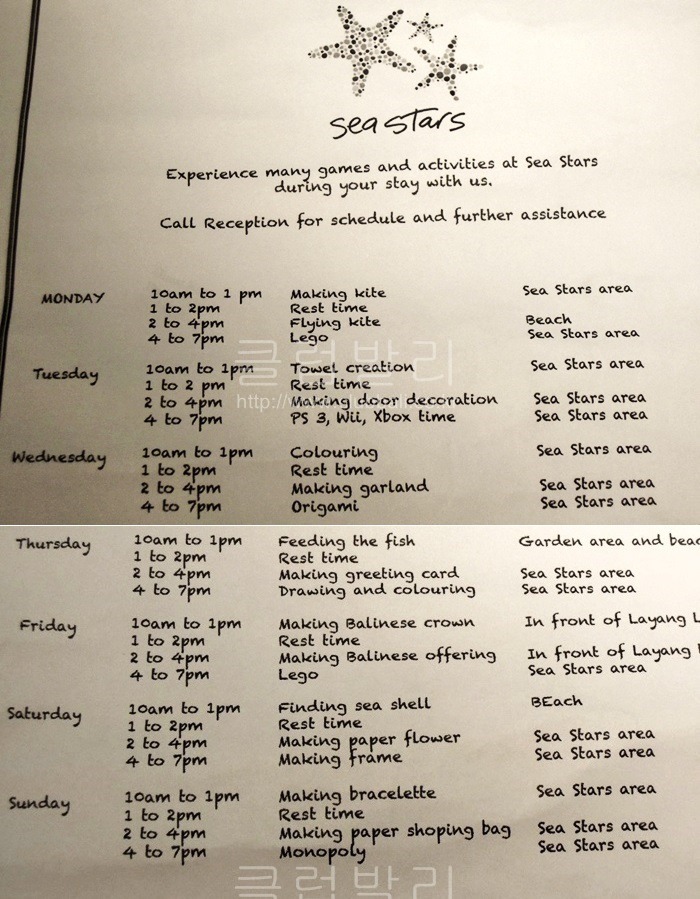 sea stars
Experience many games and activities at Sea Stars
during your stay with us.
Call Reception for schedule and further assistance
MONDAY 10am to 1 pm Making kite Sea Stars area
1 to 2pm Rest time
2 to 4pm Flying kite Beach
4 to 7pm Lego Sea Stars area
클럽발리
Tuesday 10am to 1pm Towel creation Sea Stars area
1 to 2 pm Rest time
http://
2 to 4pm Making door decoration Sea Stars area
4 to 7pm PS 3, Wii, Xbox time Sea Stars area
Wednesday 10am to 1pm Colouring Sea Stars area
1 to 2pm Rest time
2 to 4pm Making garland Sea Stars area
4 to 7pm Origami Sea Stars area
Thursday 10am to 1pm Feeding the fish Garden area and
1 to 2pm Rest time
2 to 4pm Making greeting card Sea Stars area
4 to 7pm Drawing and colouring Sea Stars area
Friday 10am to 1pm Making Balinese crown In front of Layang
1 to 2pm Rest time
2 to 4pm Making Balinese offering In front of Layang
4 to 7pm Lego Sea Stars area
Saturday 10am to 1pm Finding sea shell BEach
1 to 2pm Rest time
2 to 4pm Making paper flower Sea Stars area
4 to 7pm Making frame Sea Stars area
Sunday 10am to 1pm Making bracelette Sea Stars area
1 to 2pm Rest time
2 to 4pm Making paper shoping bag Sea Stars area
4 to 7pm Monopoly Sea Stars area
클럽발리